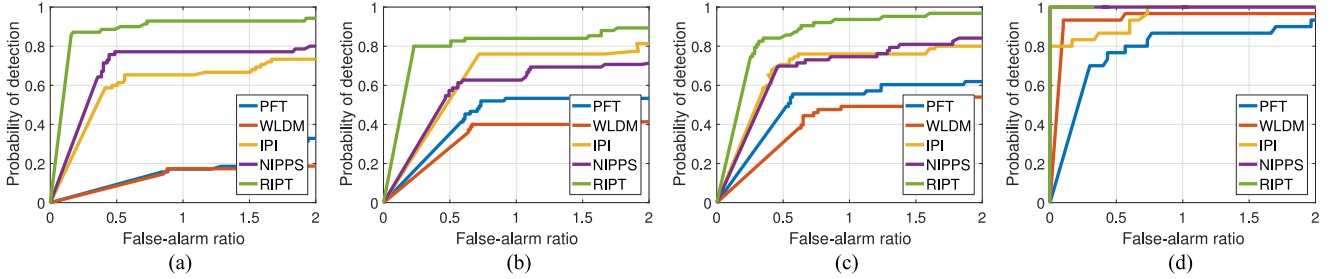 Probability of detection
1
0.8
0.6
0.4
0.2
0
0 0.5 1 1.5 2
False-alarm ratio
PFT
WLDM
IPI
NIPPS
RIPT
(a)
Probability of detection
1
0.8
0.6
0.4
0.2
0
0 0.5 1 1.5 2
False-alarm ratio
PFT
WLDM
IPI
NIPPS
RIPT
(b)
Probability of detection
1
0.8
0.6
0.4
0.2
0
0 0.5 1 1.5 2
False-alarm ratio
PFT
WLDM
IPI
NIPPS
RIPT
(c)
Probability of detection
1
0.8
0.6
0.4
0.2
0
0 0.5 1 1.5 2
False-alarm ratio
PFT
WLDM
IPI
NIPPS
RIPT
(d)